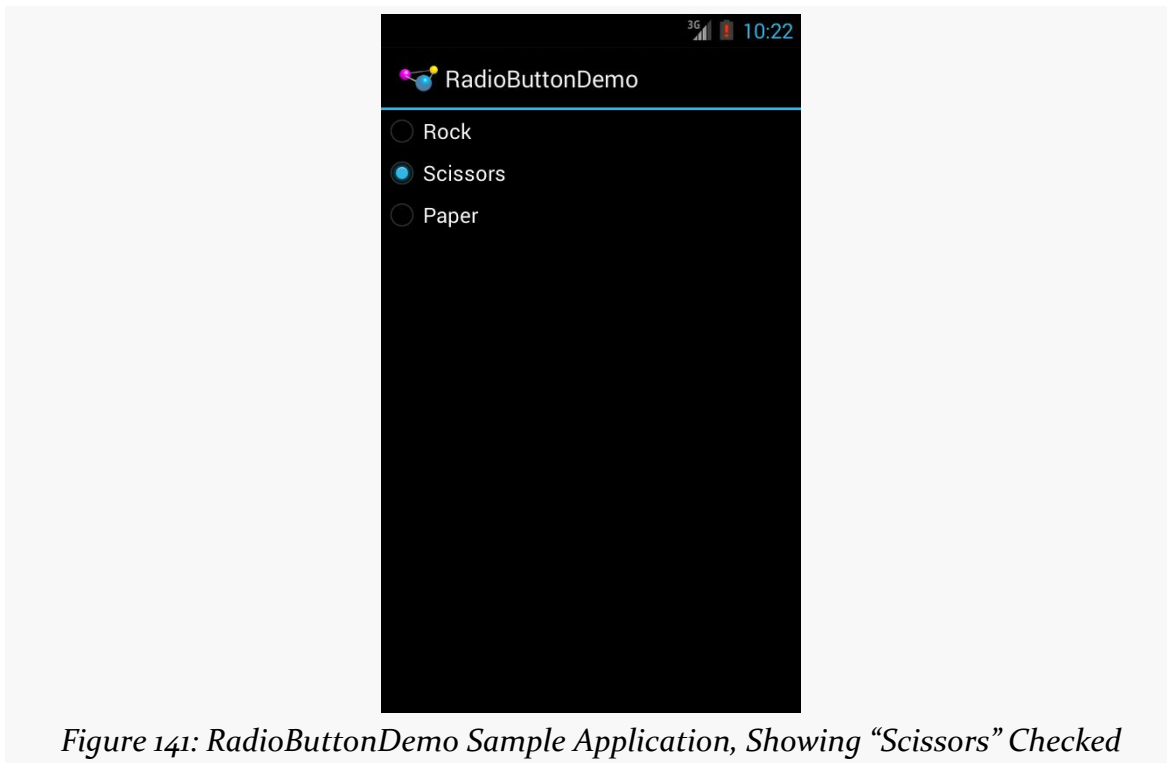 3G 10:22
RadioButtonDemo
Rock
Scissors
Paper
Figure 141: RadioButtonDemo Sample Application, Showing “Scissors” Checked